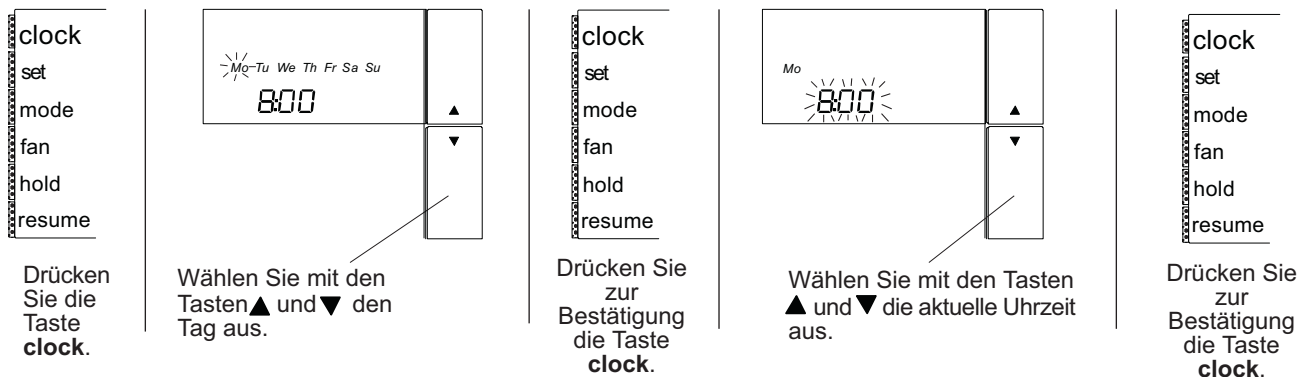 clock
set
mode
fan
hold
resume
Drücken
Sie die
Taste
clock.
Mo Tu We Th Fr Sa Su
8:00
▲
▼
Wählen Sie mit den
Tasten ▲ und ▼ den
Tag aus.
clock
set
mode
fan
hold
resume
Drücken Sie
zur
Bestätigung
die Taste
clock.
Mo
8:00
▲
▼
Wählen Sie mit den Tasten
▲ und ▼ die aktuelle Uhrzeit
aus.
clock
set
mode
fan
hold
resume
Drücken Sie
zur
Bestätigung
die Taste
clock.